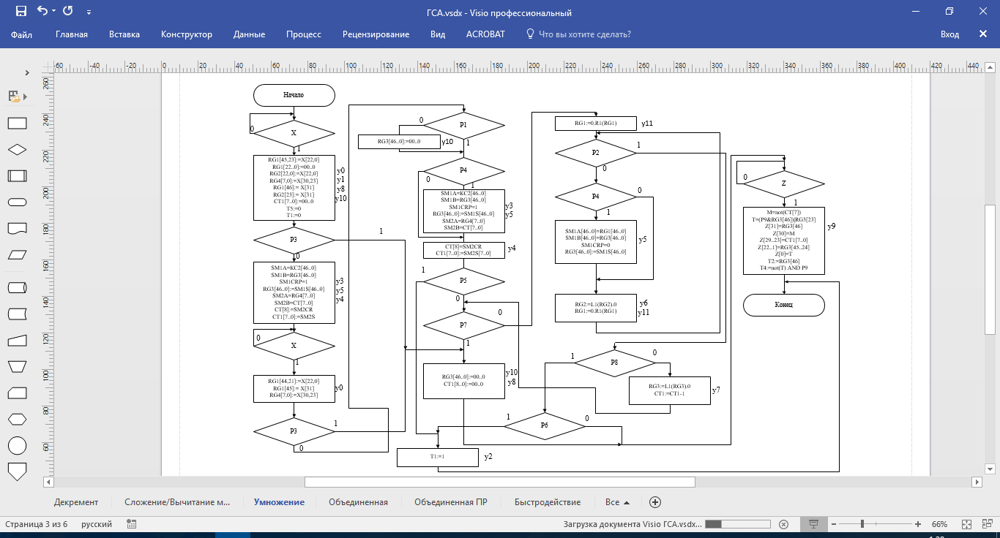 ГСА.vsdx - Visio профессиональный
Файл Главная Вставка Конструктор Данные Процесс Рецензирование Вид ACROBAT Что вы хотите сделать? Вход
-60 -40 -20 0 20 40 60 80 100 120 140 160 180 200 220 240 260 280 300 320 340 360 380 400 420 440
260
240
220
200
180
160
140
120
100
80
60
Начало
X
0
1
RG1[45,23]:=X[22,0]
RG1[22..0]:=00..0
RG2[22,0]:=X[22,0]
RG4[7,0]:=X[30,23]
RG1[46]:= X[31]
RG2[23]:= X[31]
CT1[7..0]:=00..0
T5:=0
T1:=0
y0
y1
y8
y10
P3
1
0
SM1A=KC2[46..0]
SM1B=RG3[46..0]
SM1CRP=1
RG3[46..0]:=SM1S[46..0]
SM2A=RG4[7..0]
SM2B=CT[7..0]
CT[8]:=SM2CR
CT1[7..0]:=SM2S
y3
y5
y4
X
0
1
RG1[44,21]:=X[22,0]
RG1[45]:= X[31]
RG4[7,0]:=X[30,23]
y0
P3
1
0
P1
0
1
RG3[46..0]:=00..0
y10
P4
0
1
SM1A=KC2[46..0]
SM1B=RG3[46..0]
SM1CRP=1
RG3[46..0]:=SM1S[46..0]
SM2A=RG4[7..0]
SM2B=CT[7..0]
y3
y5
CT[8]=SM2CR
CT1[7..0]:=SM2S[7..0]
y4
P5
1
0
P7
0
1
RG3[46..0]:=00..0
CT1[8..0]:=00..0
y10
y8
P6
1
0
T1:=1
y2
RG1:=0.R1(RG1)
y11
P2
1
0
P4
0
1
SM1A[46..0]=RG1[46..0]
SM1B[46..0]=RG3[46..0]
SM1CRP=0
RG3[46..0]:=SM1S[46..0]
y5
RG2:=L1(RG2).0
RG1:=0.R1(RG1)
y6
y11
P8
1
0
RG3:=L1(RG3).0
CT1:=CT1-1
y7
Z
0
1
M=not(CT[7])
T=(P9&RG3[46])|RG3[23]
Z[31]=RG3[46]
Z[30]=M
Z[29..23]=CT1[7..0]
Z[22..1]=RG3[45..24]
Z[0]=T
T2:=RG3[46]
T4:=not(T) AND P9
y9
Конец
Декремент Сложение/Вычитание м... Умножение Объединенная Объединенная ПР Быстродействие Все
Страница 3 из 6 русский Загрузка документа Visio ГСА.vsdx... 66%